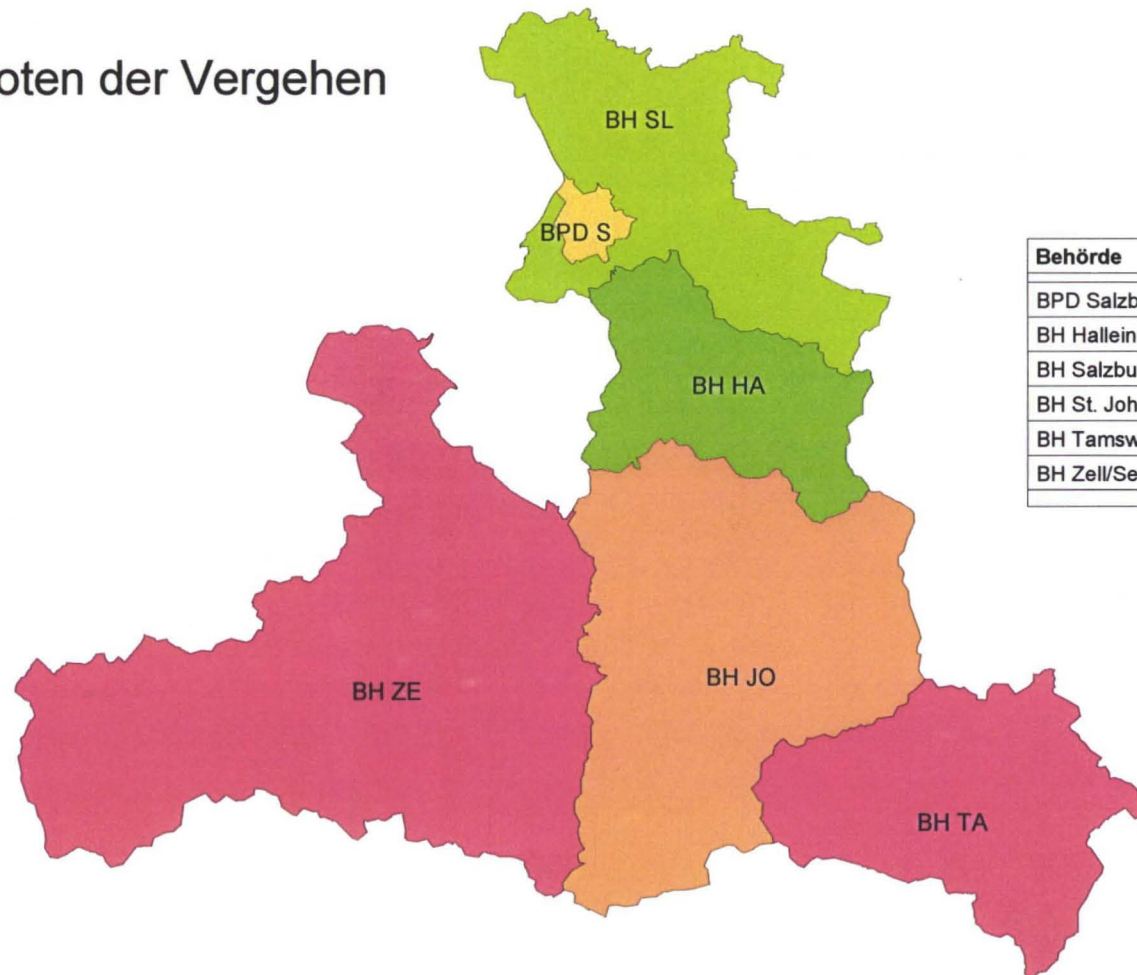 oten der Vergehen
BH SL
BPD S
BH HA
BH ZE
BH JO
BH TA
Behörde
BPD Salzb
BH Hallein
BH Salzbu
BH St. Joh
BH Tamsw
BH Zell/Se